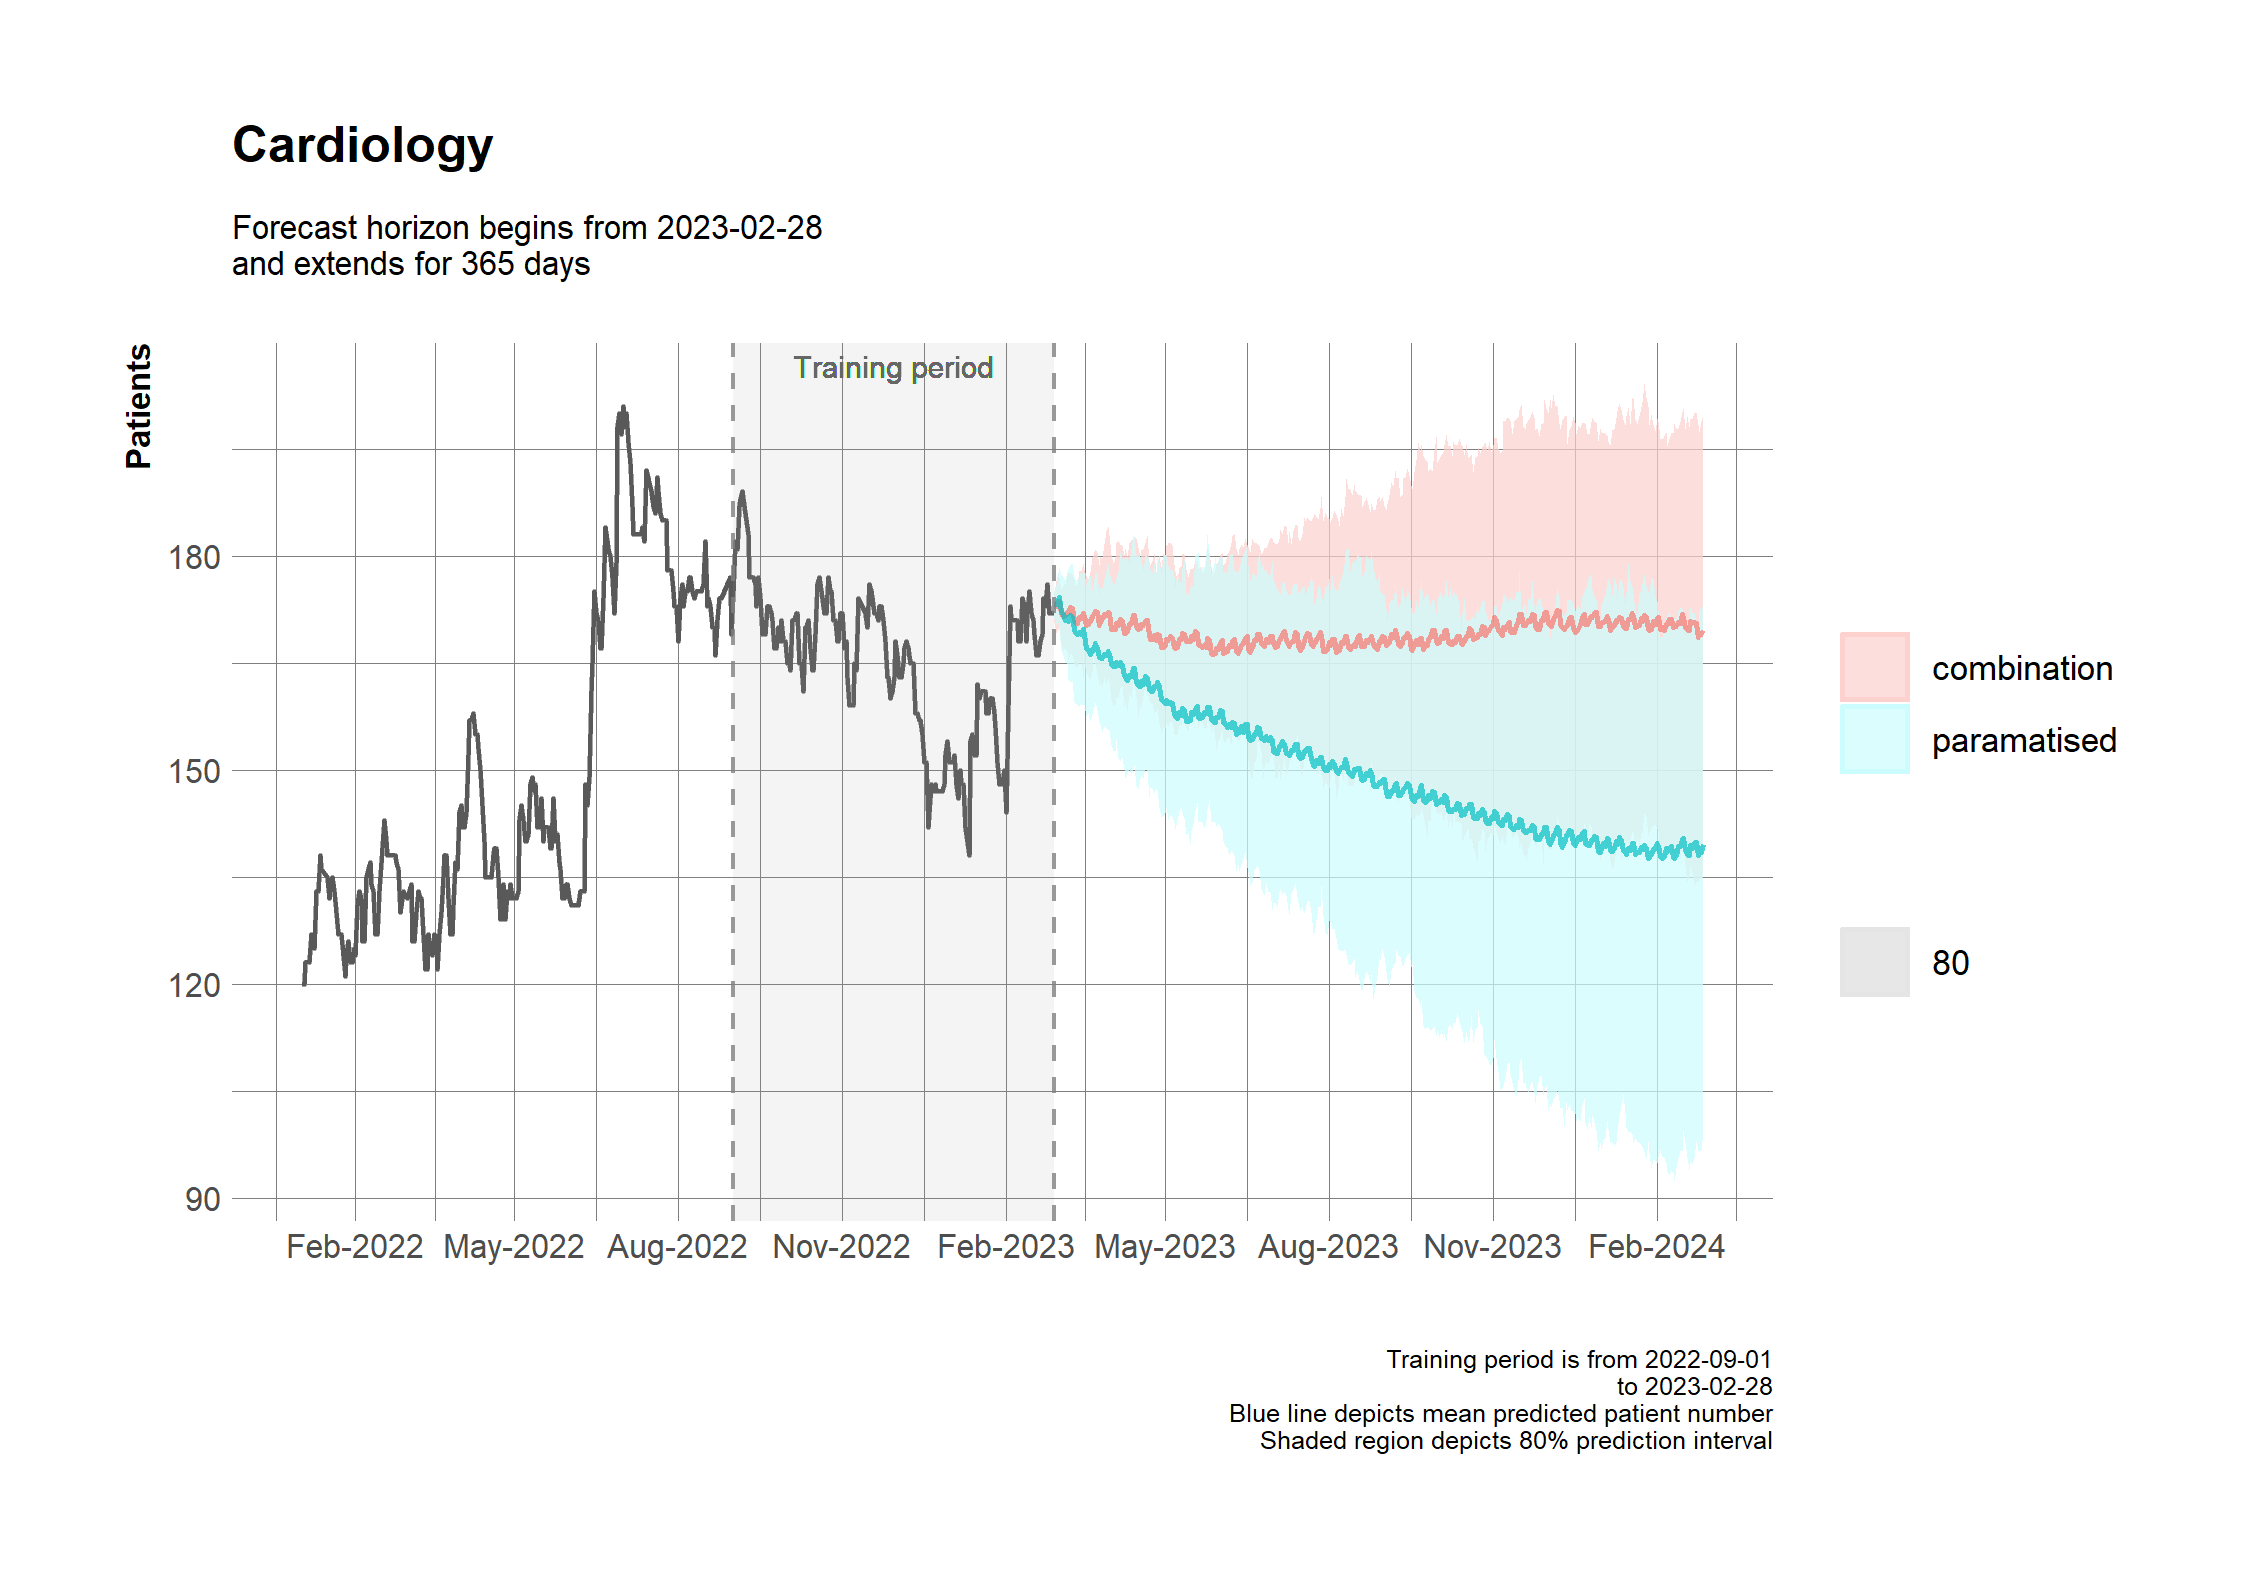 Cardiology
Forecast horizon begins from 2023-02-28
and extends for 365 days
Patients
Training period
180
150
120
90
Feb-2022 May-2022 Aug-2022 Nov-2022 Feb-2023 May-2023 Aug-2023 Nov-2023 Feb-2024
combination
paramatised
80
Training period is from 2022-09-01
to 2023-02-28
Blue line depicts mean predicted patient number
Shaded region depicts 80% prediction interval